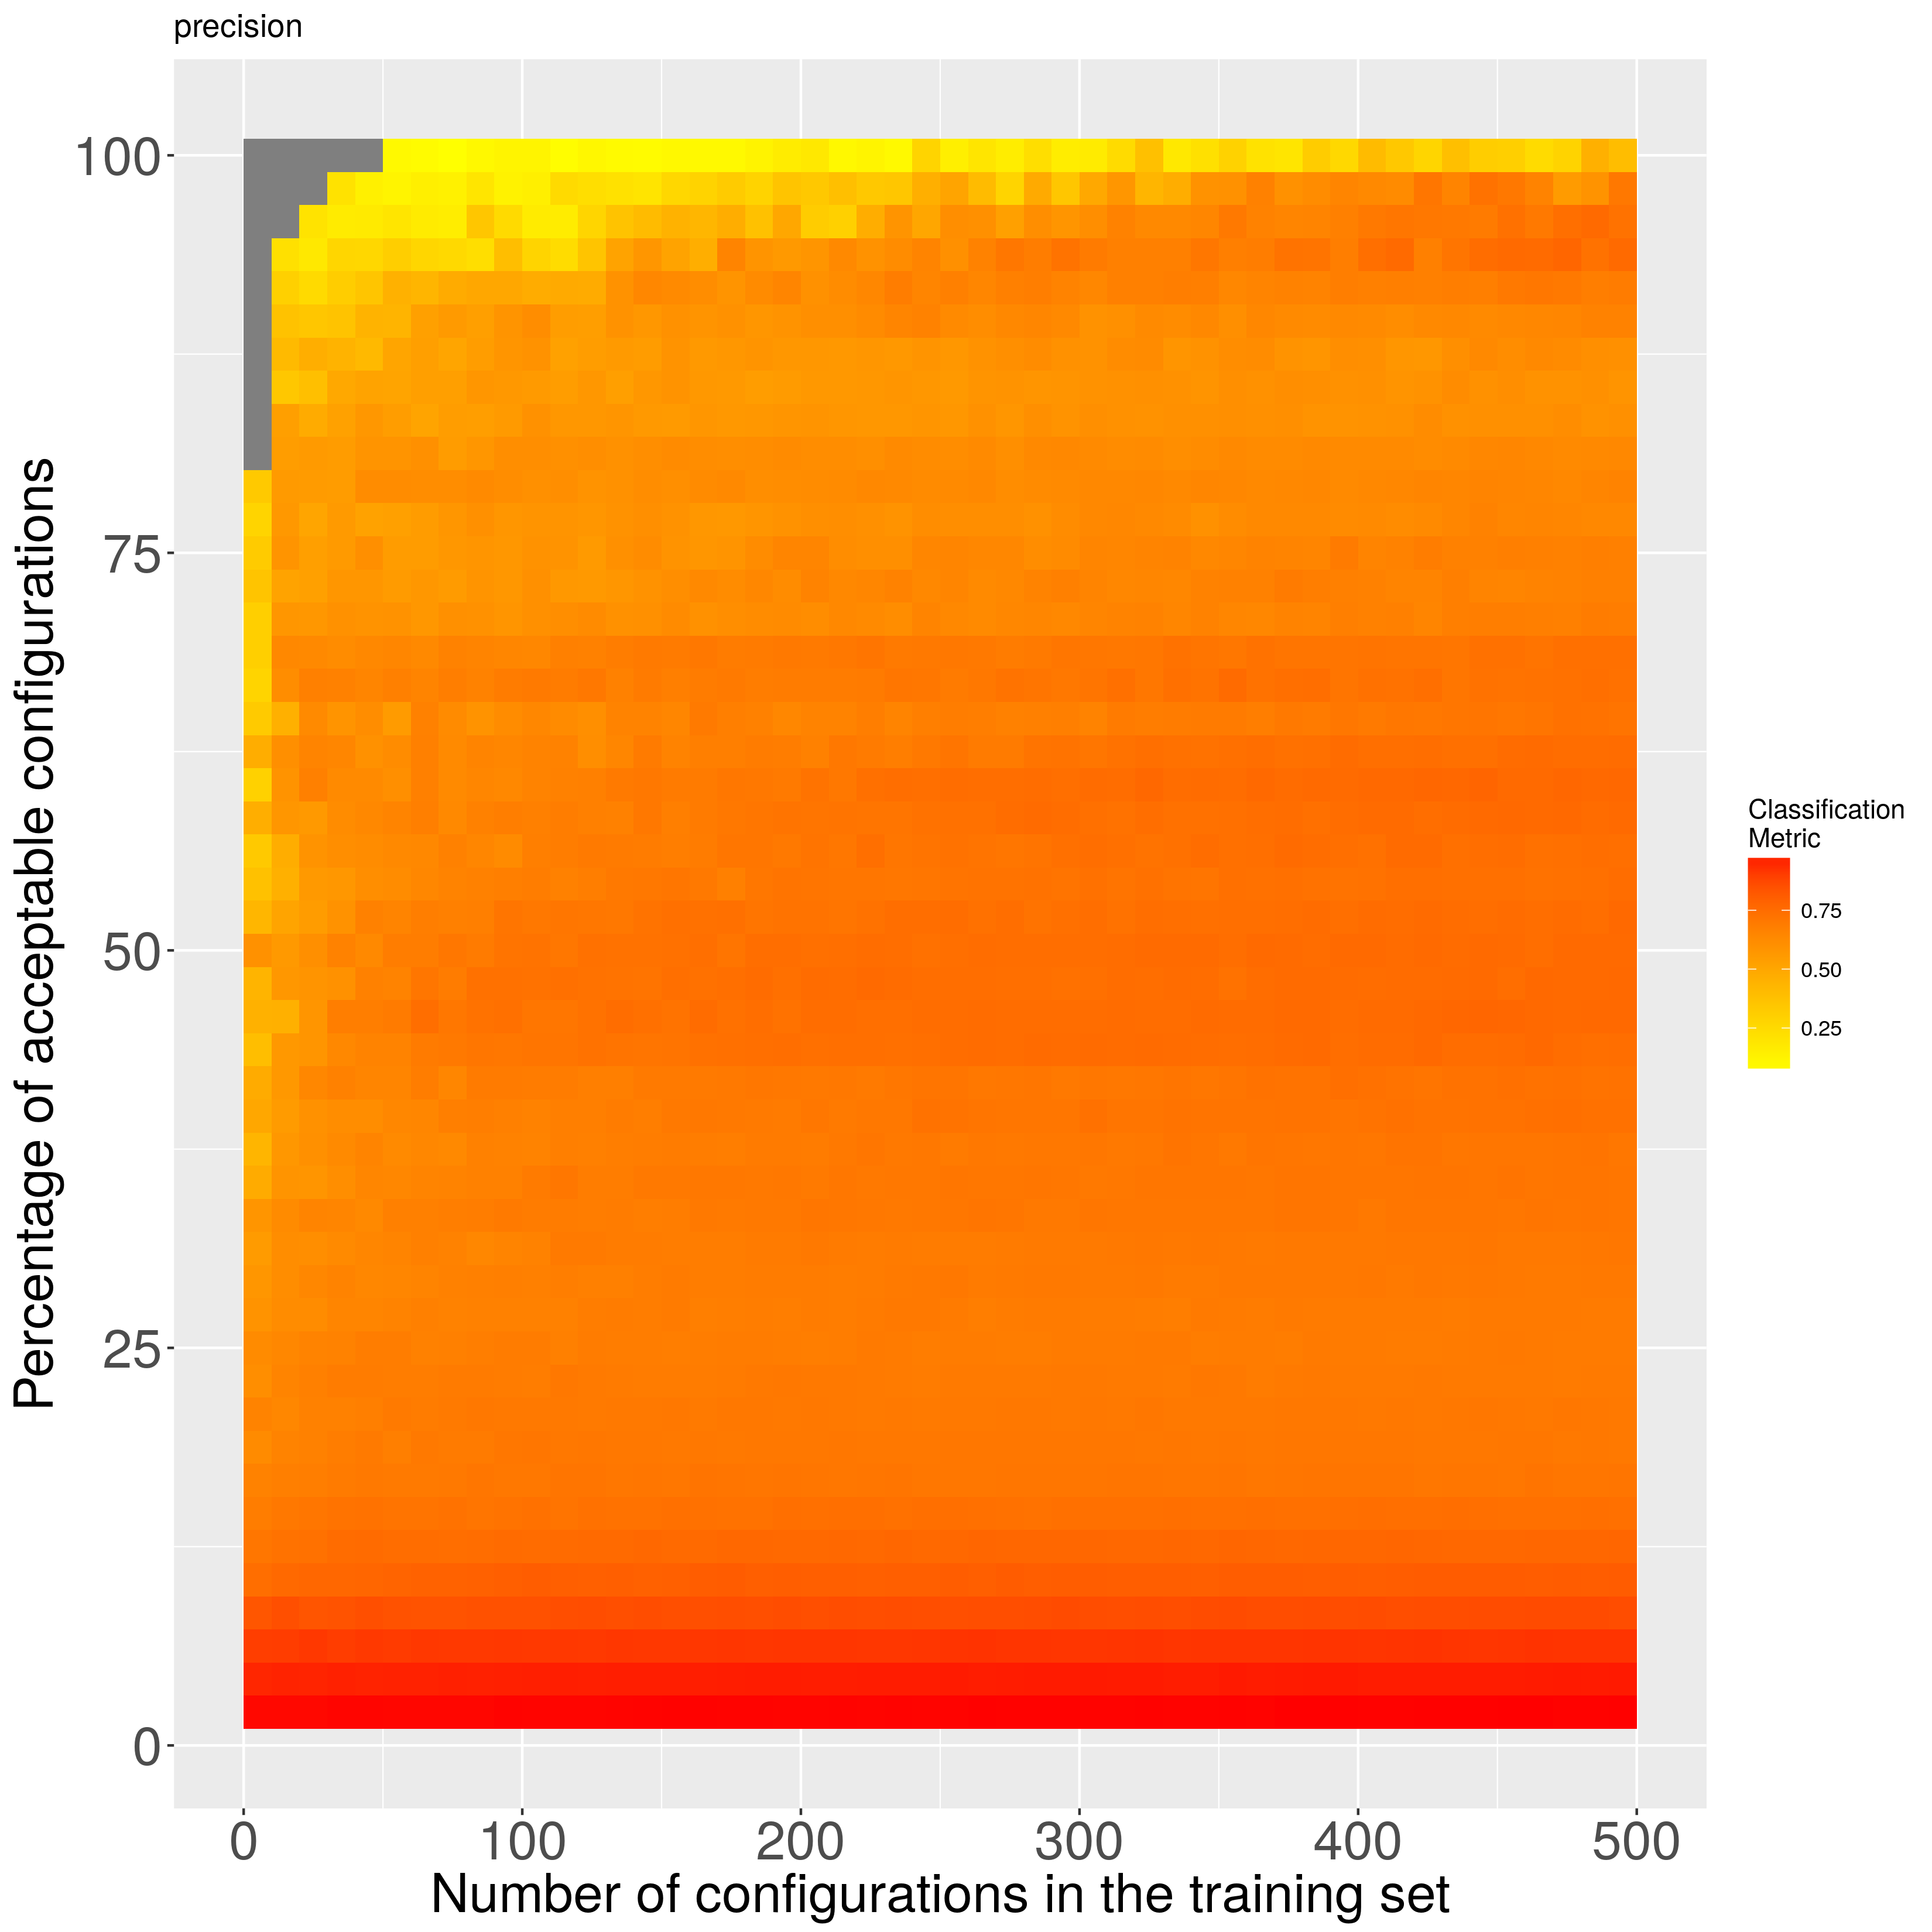 precision
Percentage of acceptable configurations
100
75
50
25
0
0 100 200 300 400 500
Number of configurations in the training set
Classification
Metric
0.75
0.50
0.25